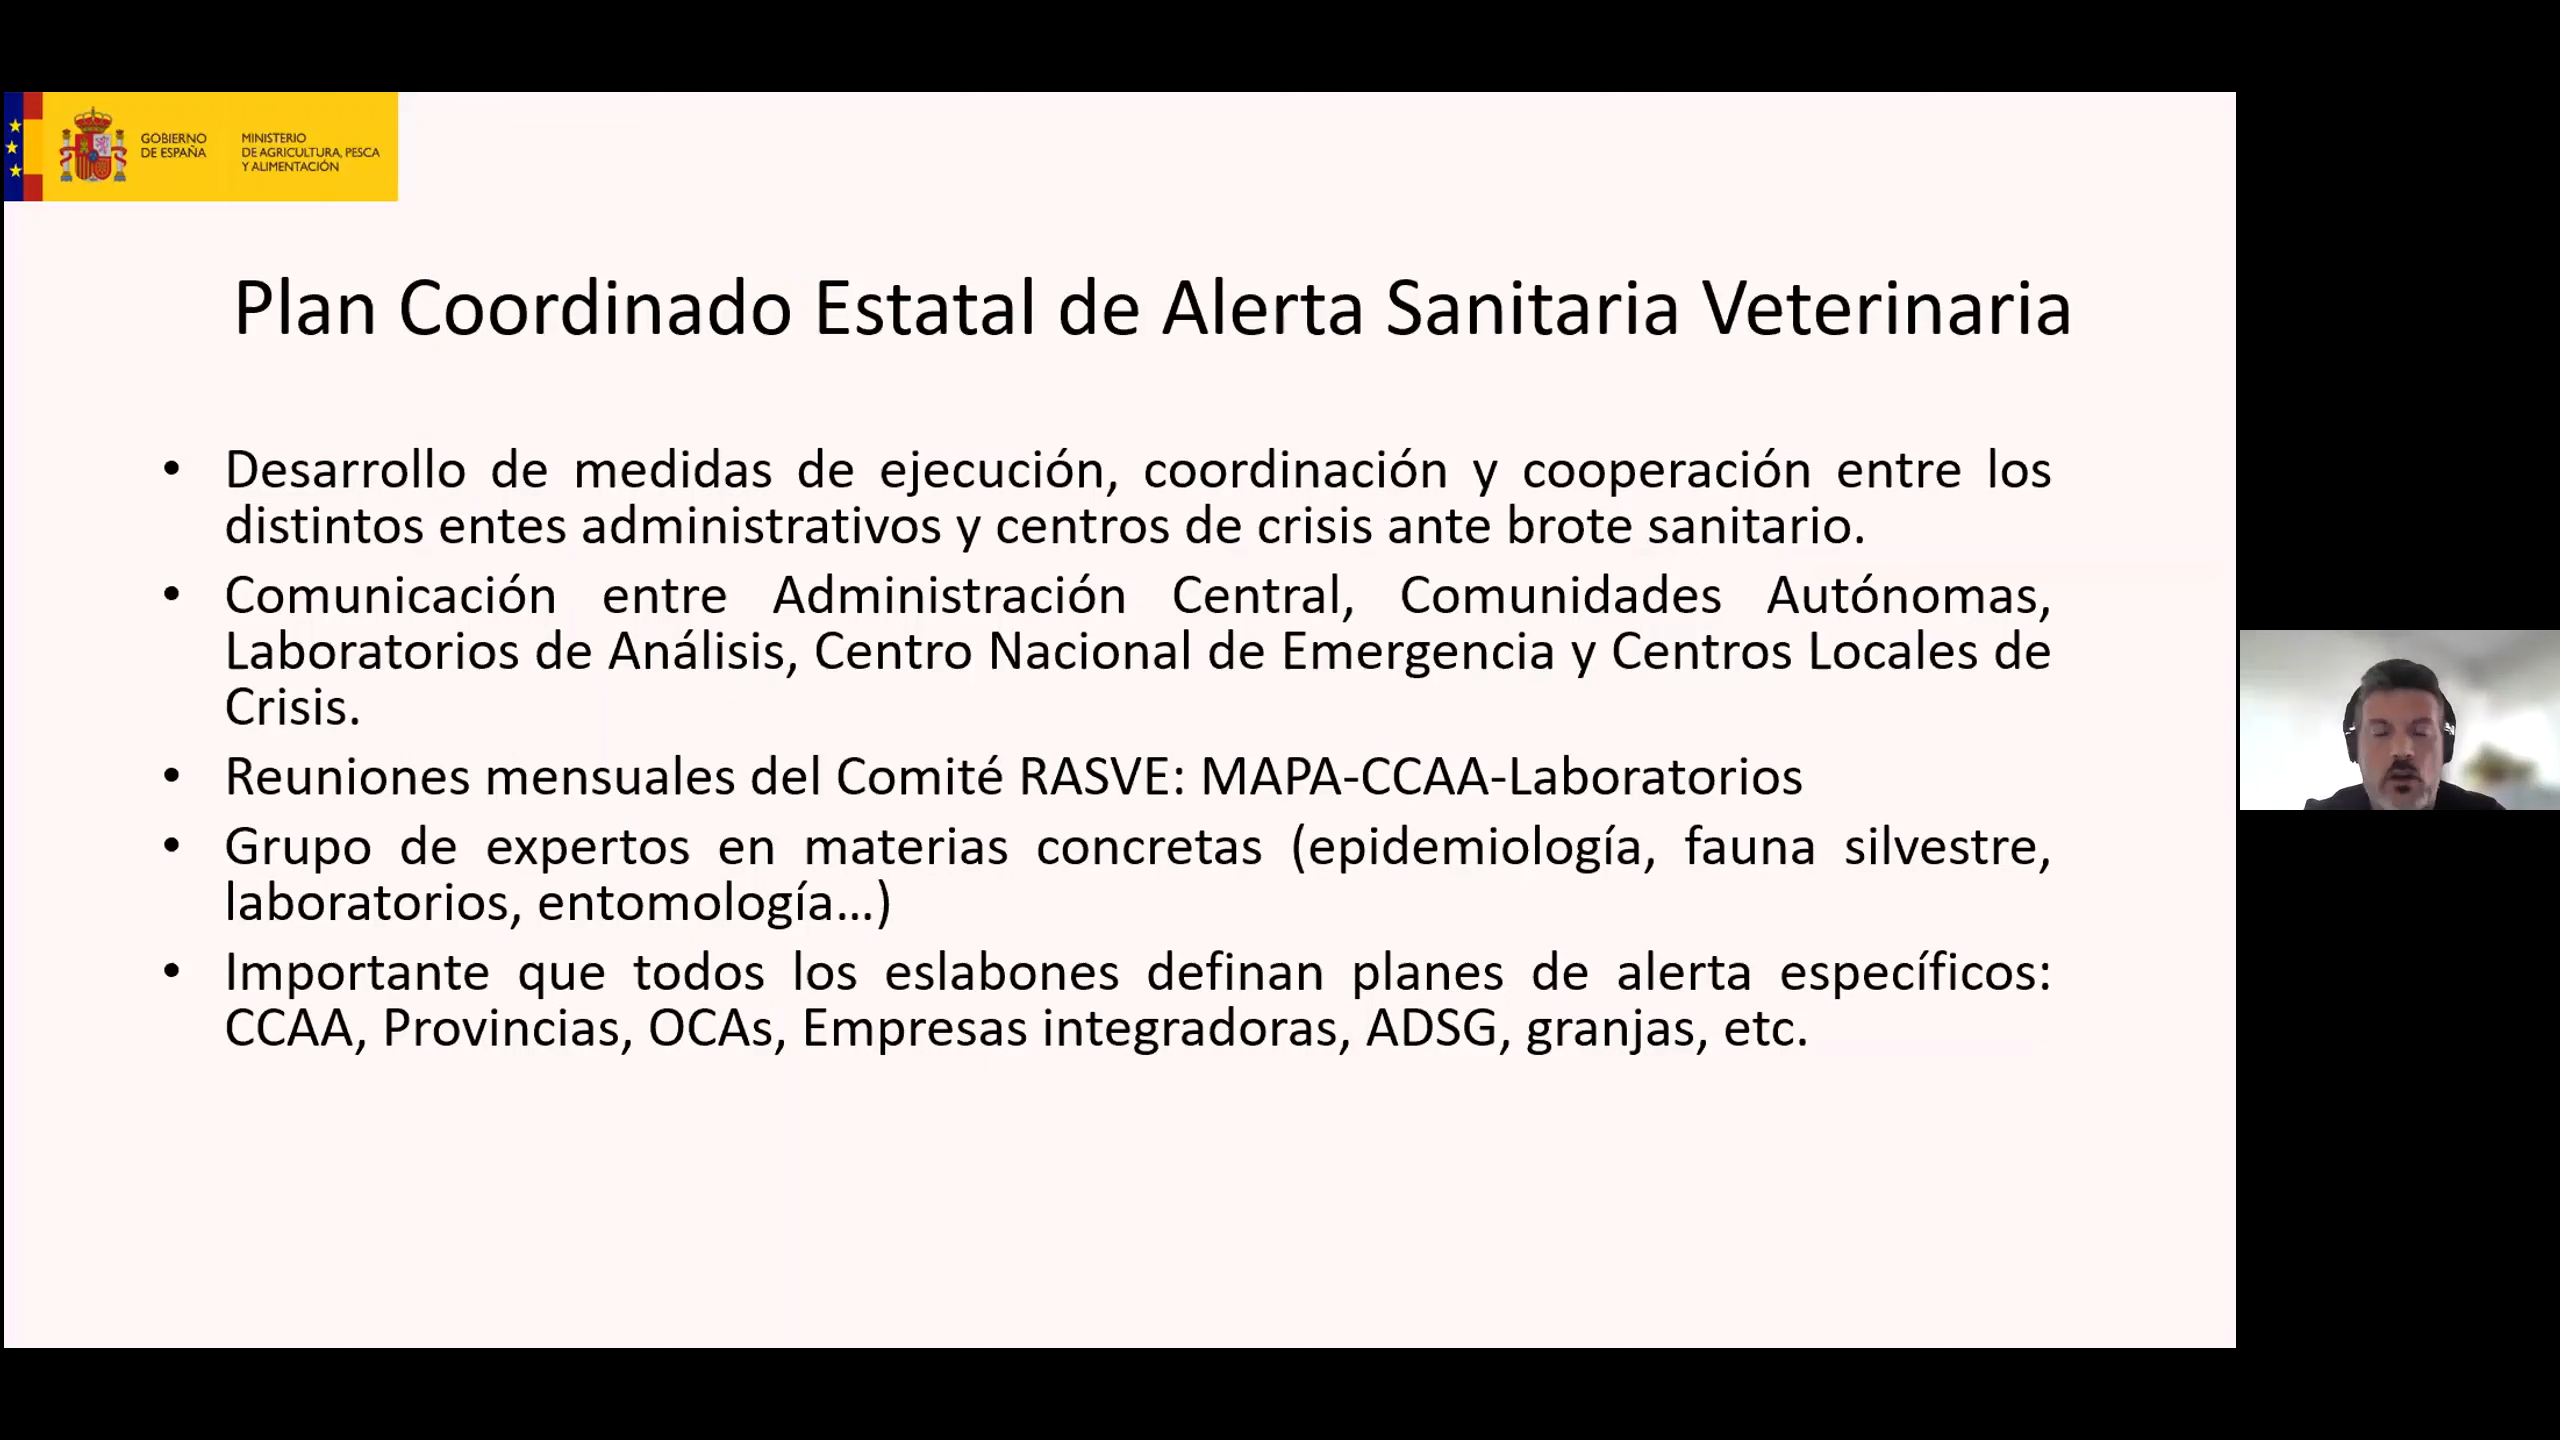 GOBIERNO
DE ESPAÑA
MINISTERIO
DE AGRICULTURA, PESCA
Y ALIMENTACIÓN
Plan Coordinado Estatal de Alerta Sanitaria Veterinaria
• Desarrollo de medidas de ejecución, coordinación y cooperación entre los
distintos entes administrativos y centros de crisis ante brote sanitario.
• Comunicación entre Administración Central, Comunidades Autónomas,
Laboratorios de Análisis, Centro Nacional de Emergencia y Centros Locales de
Crisis.
• Reuniones mensuales del Comité RASVE: MAPA-CCAA-Laboratorios
• Grupo de expertos en materias concretas (epidemiología, fauna silvestre,
laboratorios, entomología…)
• Importante que todos los eslabones definan planes de alerta específicos:
CCAA, Provincias, OCAs, Empresas integradoras, ADSG, granjas, etc.